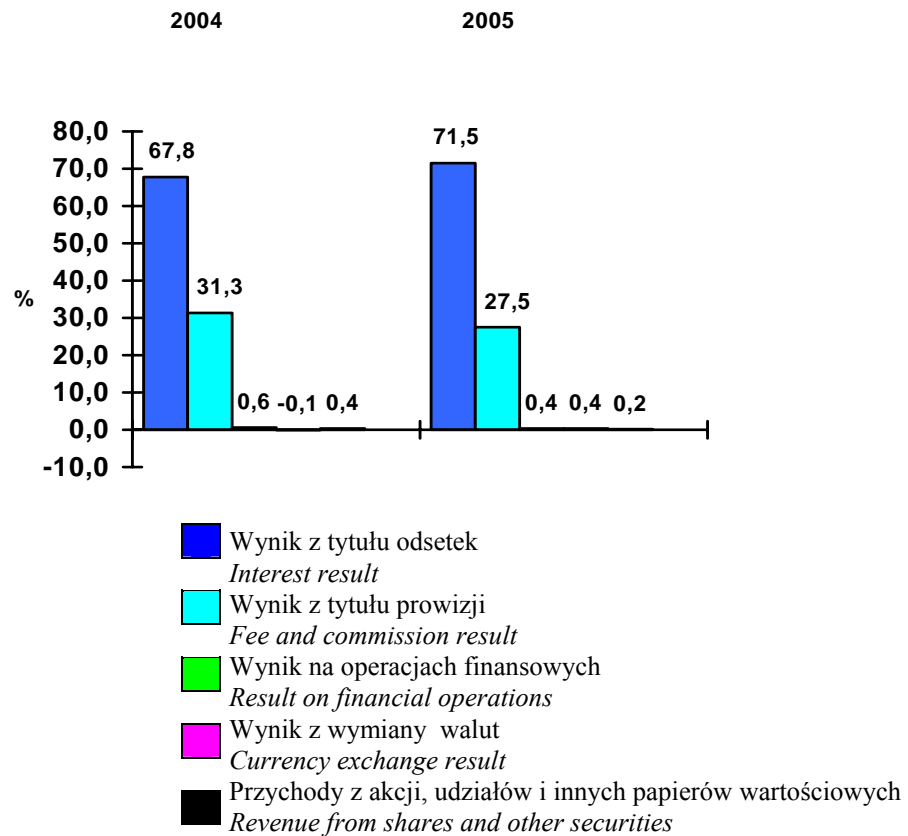 2004 2005
80,0
70,0
60,0
50,0
40,0
30,0
20,0
10,0
0,0
-10,0
%
67,8
31,3
0,6 -0,1 0,4
71,5
27,5
0,4 0,4 0,2
Wynik z tytułu odsetek
Interest result
Wynik z tytułu prowizji
Fee and commission result
Wynik na operacjach finansowych
Result on financial operations
Wynik z wymiany walut
Currency exchange result
Przychody z akcji, udziałów i innych papierów wartościowych
Revenue from shares and other securities